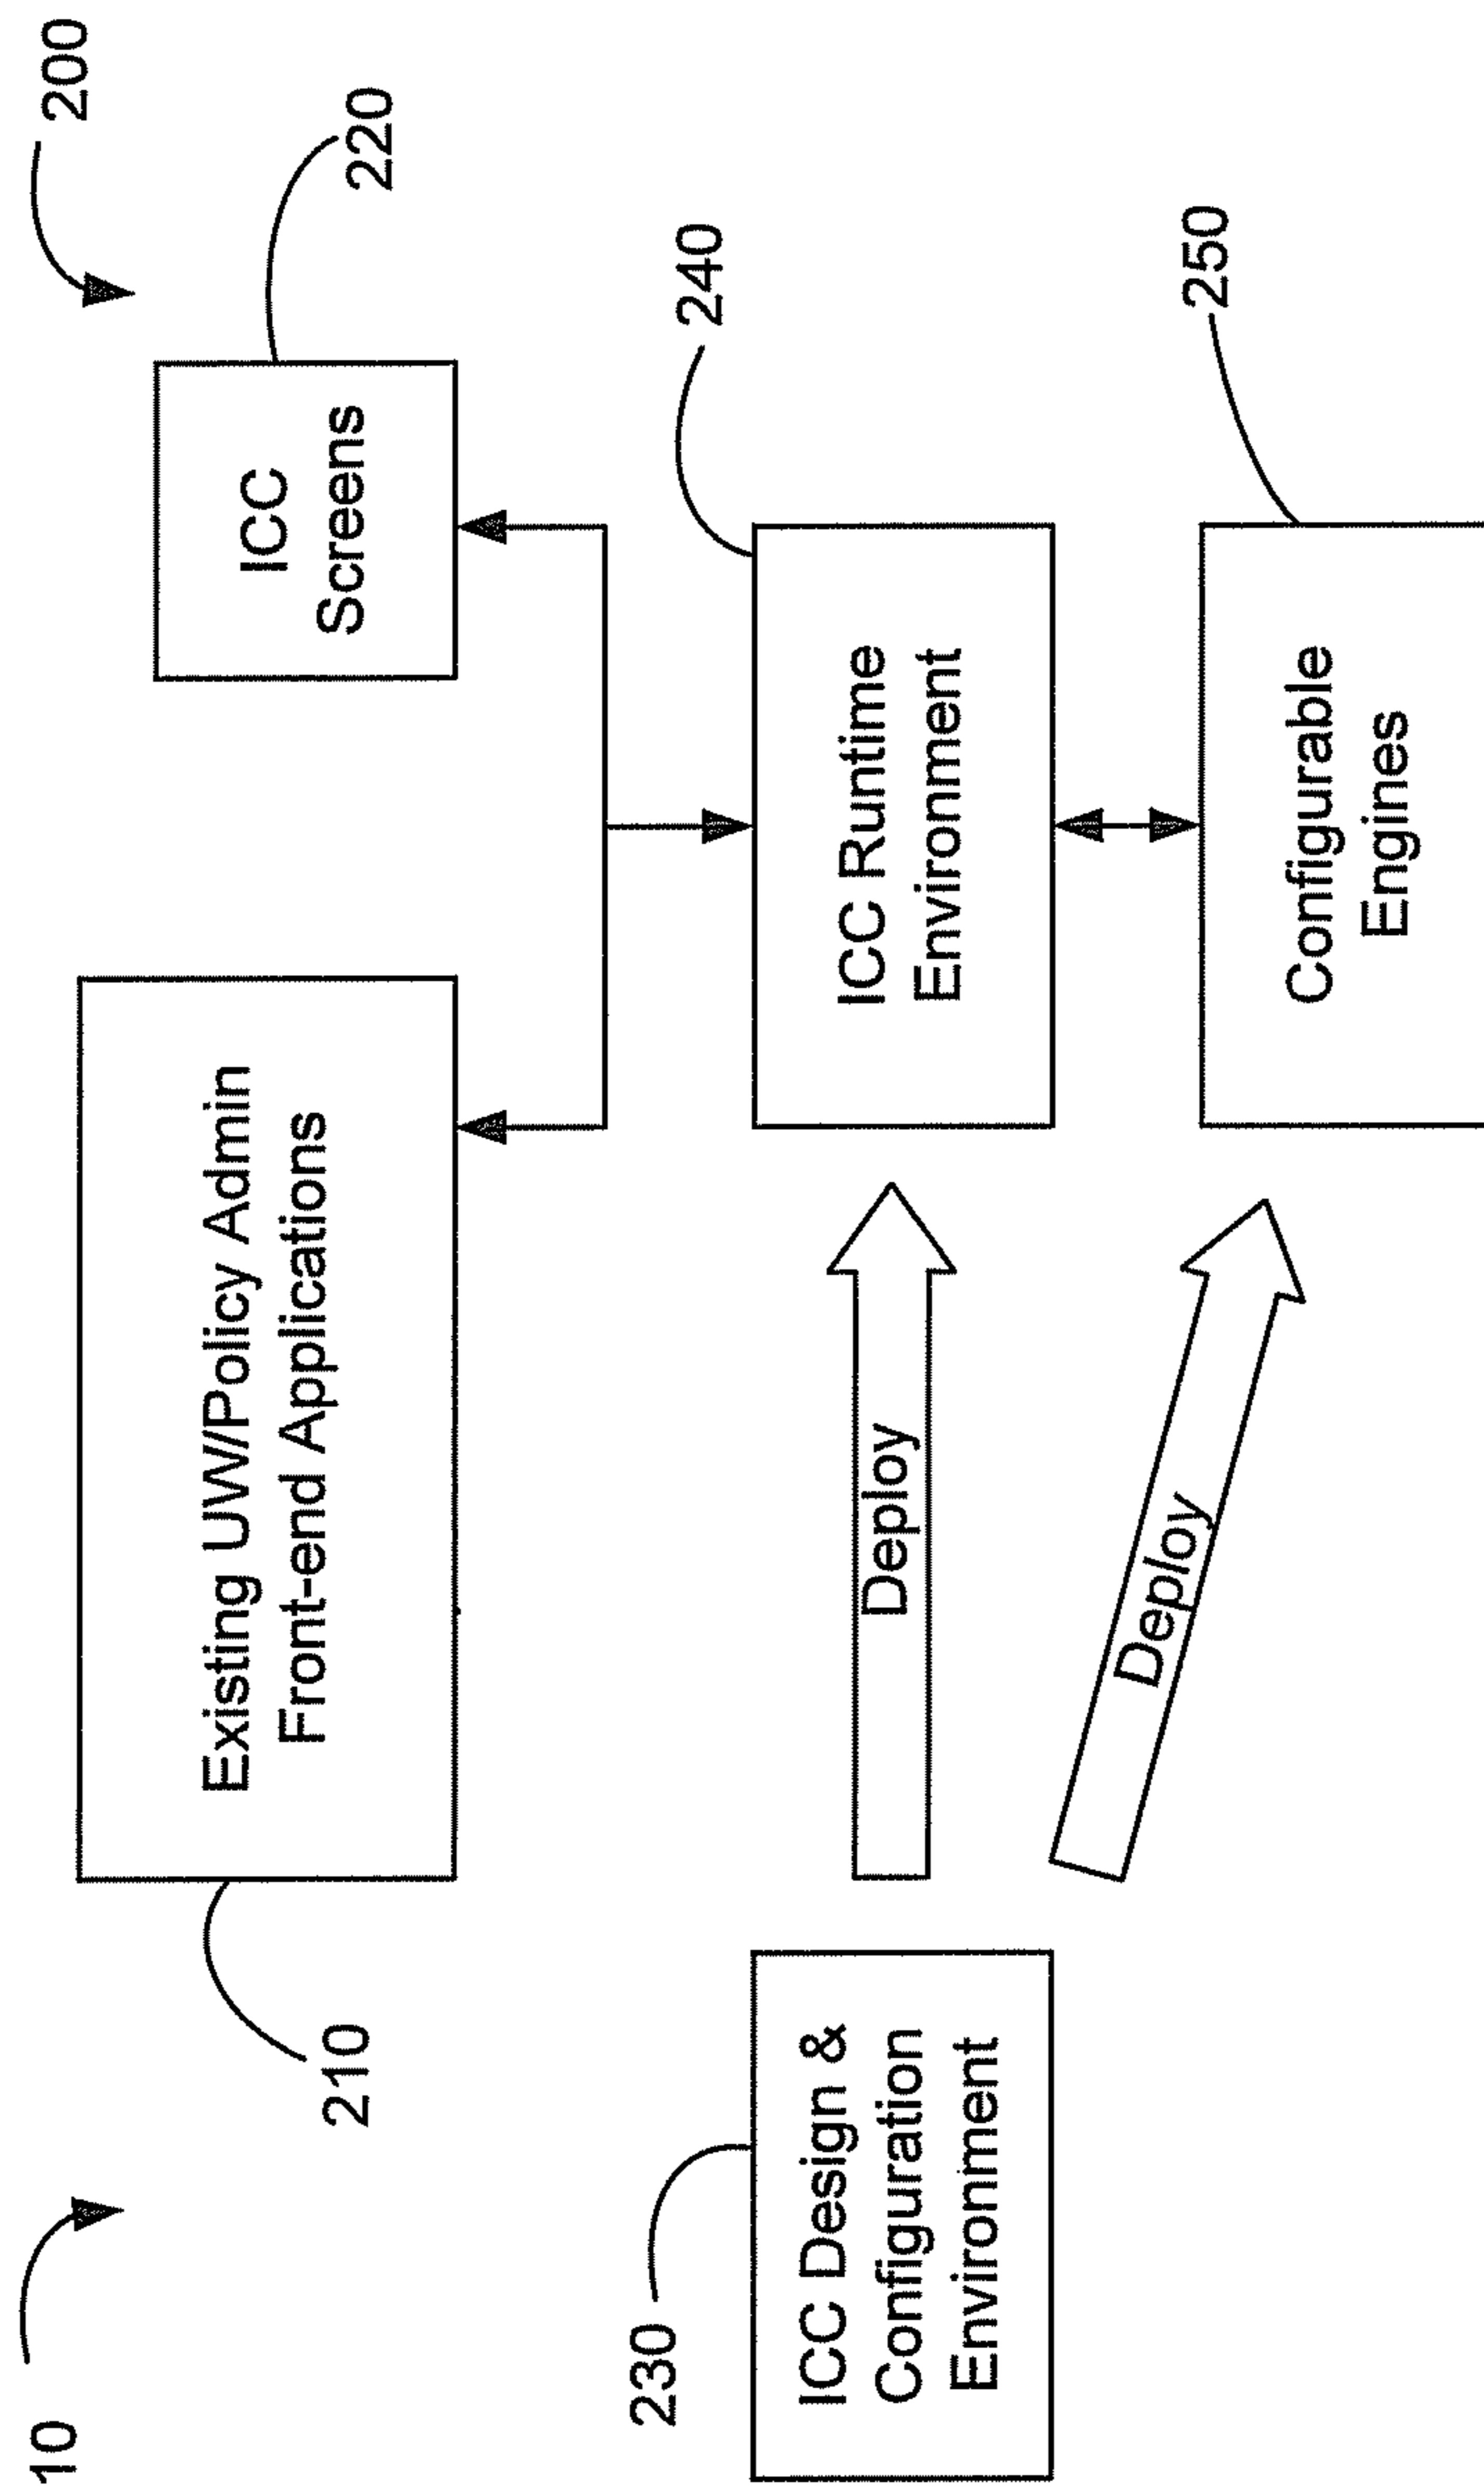 10
200
210
Existing UW/Policy Admin
Front-end Applications
ICC
Screens
220
230
ICC Design &
Configuration
Environment
Deploy
Deploy
240
ICC Runtime
Environment
250
Configurable
Engines